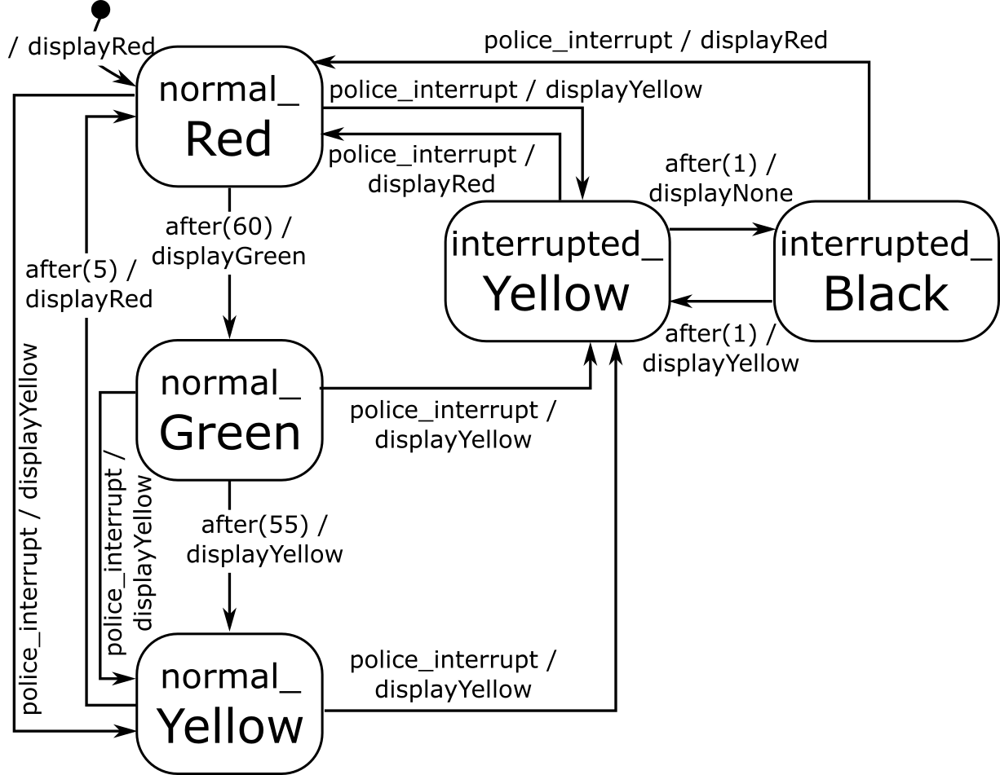 / displayRed
police_interrupt / displayRed
normal_
Red
police_interrupt / displayYellow
police_interrupt /
displayRed
after(1) /
displayNone
after(60) /
displayGreen
interrupted_
Yellow
interrupted_
Black
after(5) /
displayRed
after(1) /
displayYellow
police_interrupt / displayYellow
normal_
Green
police_interrupt /
displayYellow
police_interrupt /
displayYellow
after(55) /
displayYellow
normal_
Yellow
police_interrupt /
displayYellow